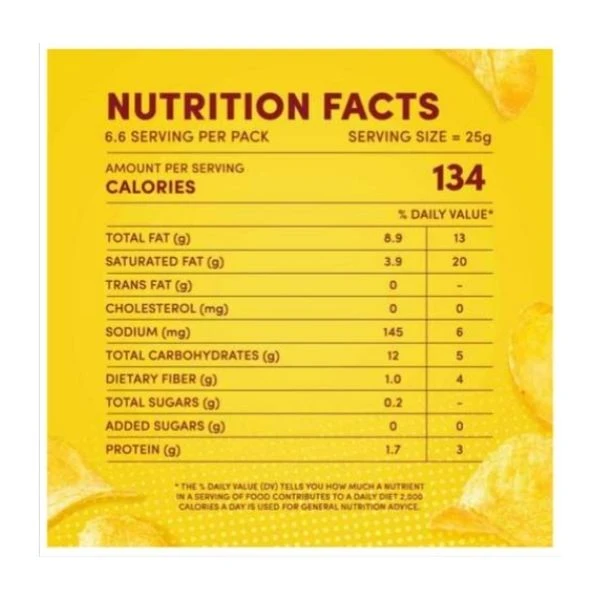 NUTRITION FACTS
6.6 SERVING PER PACK SERVING SIZE = 25g
AMOUNT PER SERVING
CALORIES 134
% DAILY VALUE*
TOTAL FAT (g) 8.9 13
SATURATED FAT (g) 3.9 20
TRANS FAT (g) 0 -
CHOLESTEROL (mg) 0 0
SODIUM (mg) 145 6
TOTAL CARBOHYDRATES (g) 12 5
DIETARY FIBER (g) 1.0 4
TOTAL SUGARS (g) 0.2 -
ADDED SUGARS (g) 0 0
PROTEIN (g) 1.7 3
* THE % DAILY VALUE (DV) TELLS YOU HOW MUCH A NUTRIENT
IN A SERVING OF FOOD CONTRIBUTES TO A DAILY DIET 2,000
CALORIES A DAY IS USED FOR GENERAL NUTRITION ADVICE.